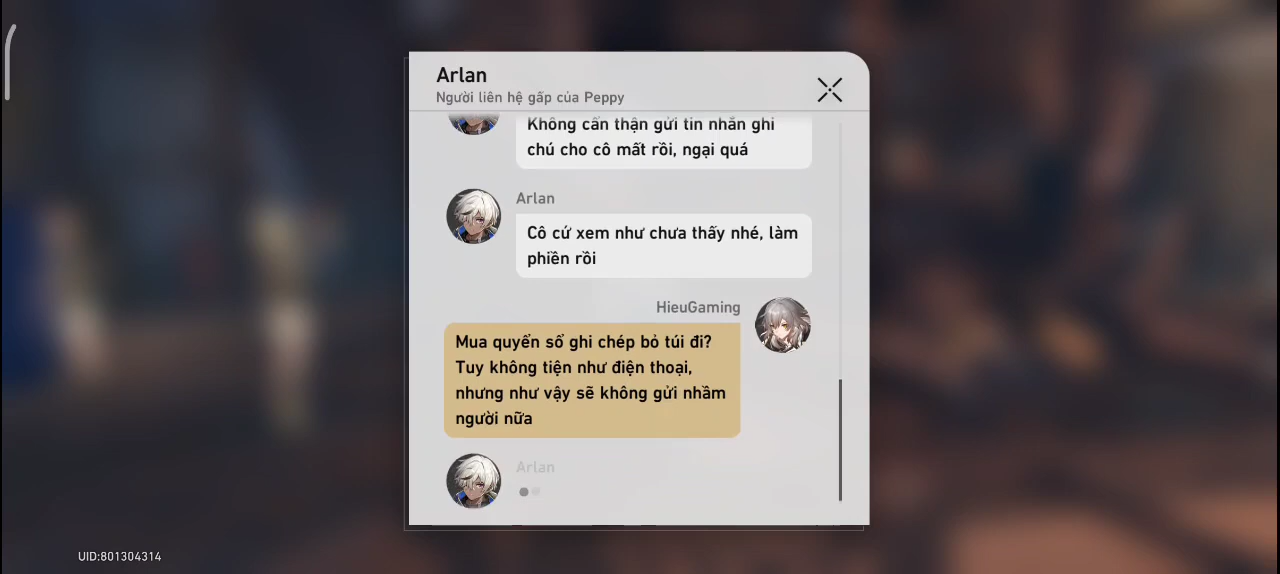 Arlan
Người liên hệ gấp của Peppy
Không cẩn thận gửi tin nhắn ghi
chú cho cô mất rồi, ngại quá
Arlan
Cô cứ xem như chưa thấy nhé, làm
phiền rồi
HieuGaming
Mua quyển sổ ghi chép bỏ túi đi?
Tuy không tiện như điện thoại,
nhưng như vậy sẽ không gửi nhầm
người nữa
Arlan
UID:801304314